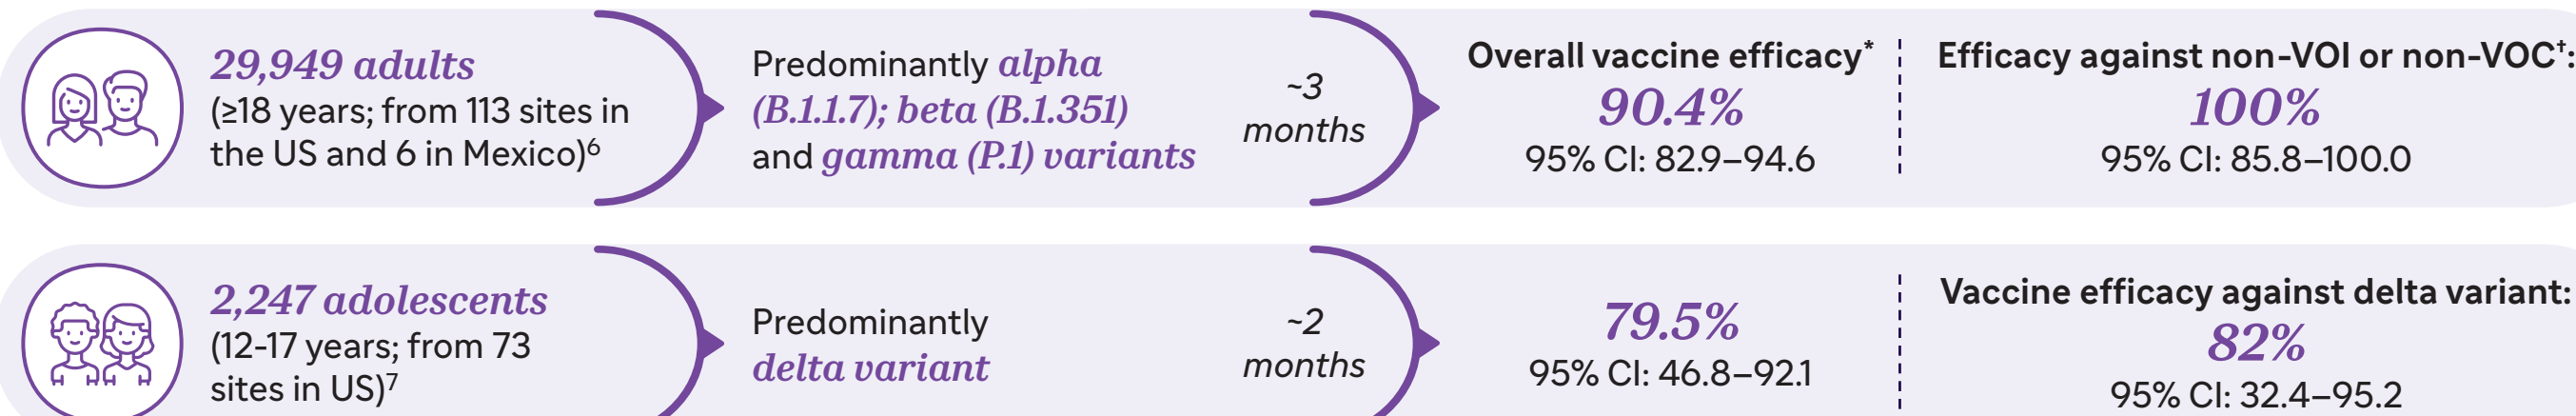 29,949 adults
(≥18 years; from 113 sites in
the US and 6 in Mexico)⁶
Predominantly alpha
(B.1.1.7); beta (B.1.351)
and gamma (P.1) variants
~3
months
Overall vaccine efficacy*
90.4%
95% CI: 82.9–94.6
Efficacy against non-VOI or non-VOC†:
100%
95% CI: 85.8–100.0
2,247 adolescents
(12-17 years; from 73
sites in US)⁷
Predominantly
delta variant
~2
months
79.5%
95% CI: 46.8–92.1
Vaccine efficacy against delta variant:
82%
95% CI: 32.4–95.2